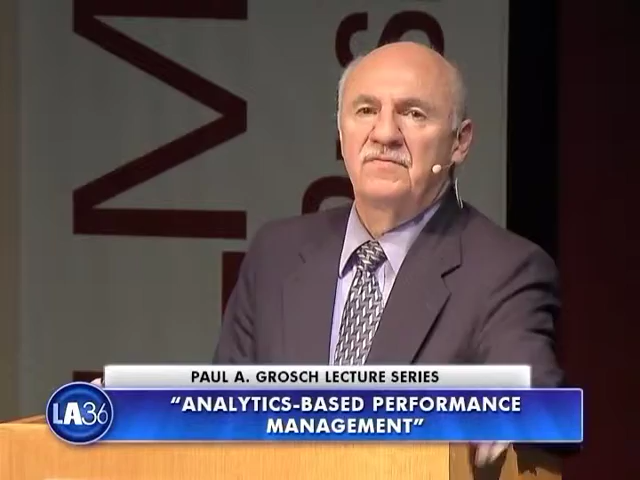 PAUL A. GROSCH LECTURE SERIES
LA36
“ANALYTICS-BASED PERFORMANCE
MANAGEMENT”